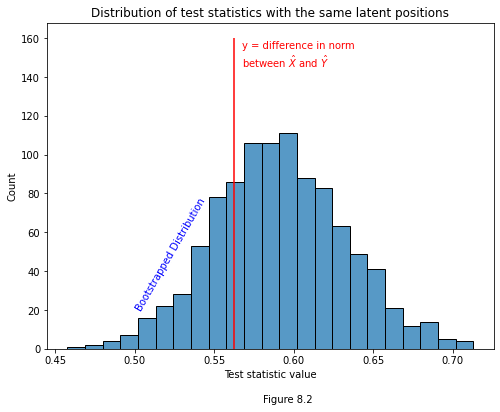 Distribution of test statistics with the same latent positions
160
140
120
100
80
60
40
20
0
Count
y = difference in norm
between X̂ and Ŷ
Bootstrapped Distribution
0.45 0.50 0.55 0.60 0.65 0.70
Test statistic value
Figure 8.2